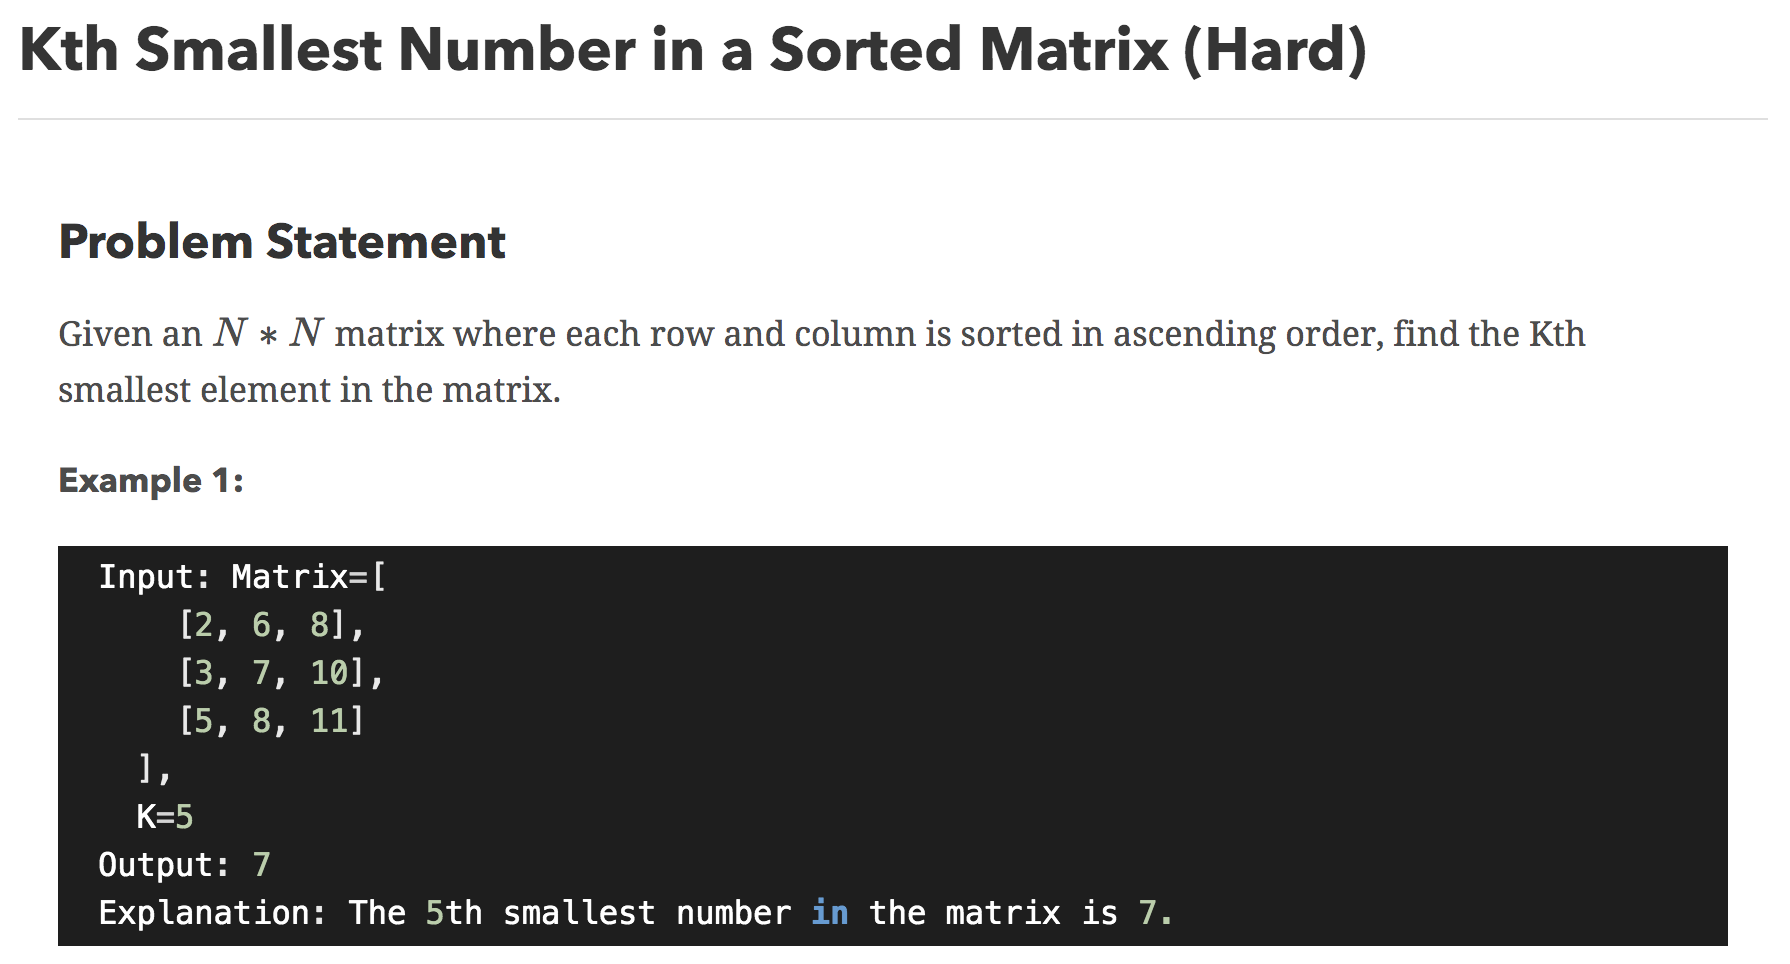 Kth Smallest Number in a Sorted Matrix (Hard)
Problem Statement
Given an N ∗ N matrix where each row and column is sorted in ascending order, find the Kth
smallest element in the matrix.
Example 1:
Input: Matrix=[
    [2, 6, 8],
    [3, 7, 10],
    [5, 8, 11]
  ],
  K=5
Output: 7
Explanation: The 5th smallest number in the matrix is 7.